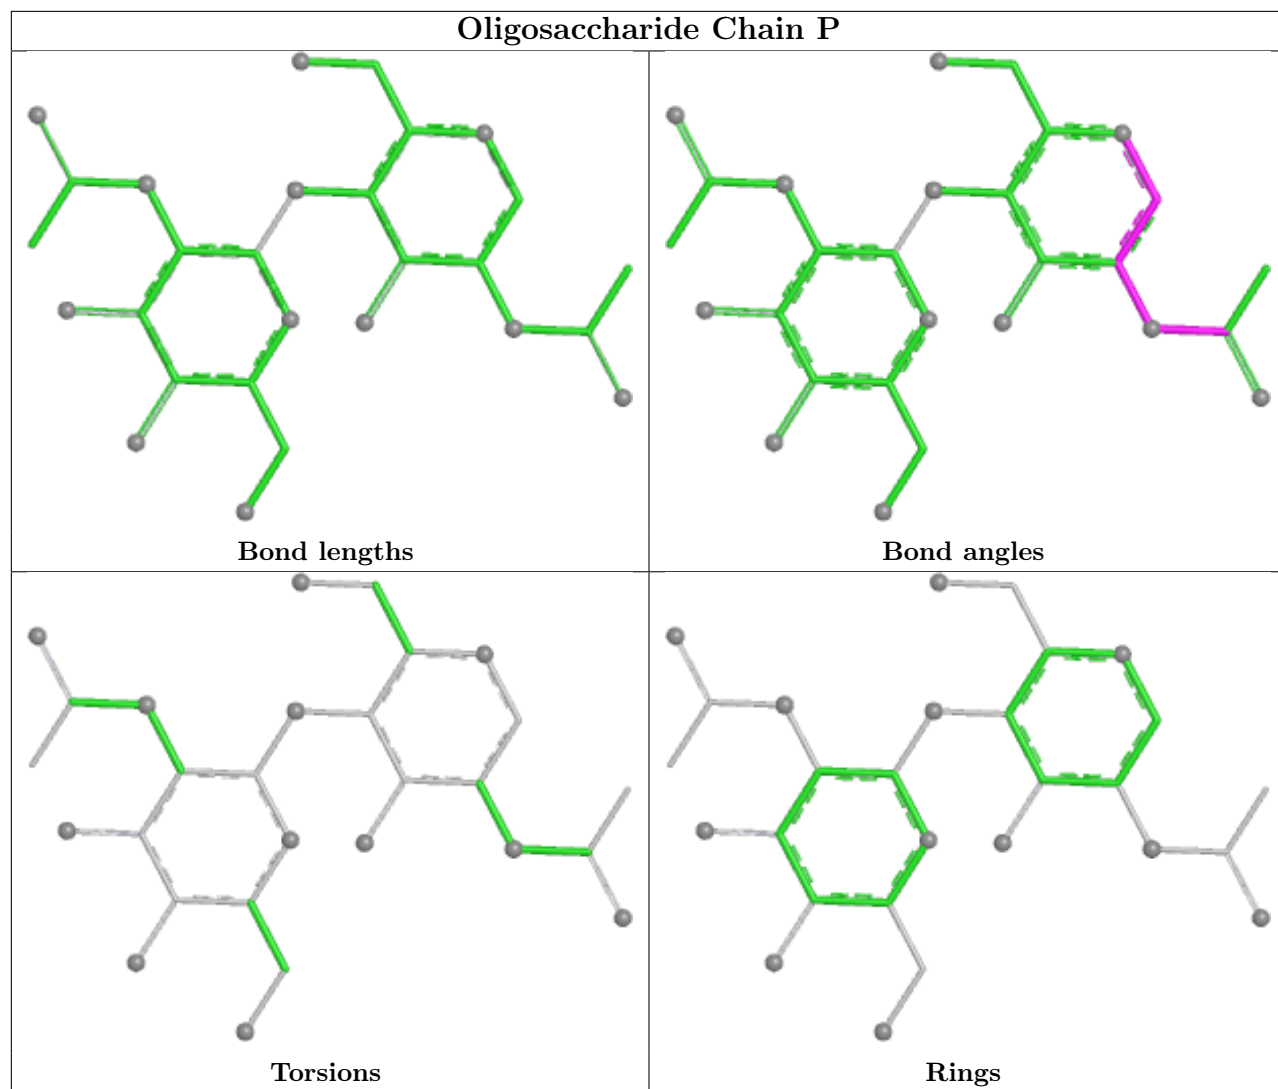 Oligosaccharide Chain P
Bond lengths
Bond angles
Torsions
Rings